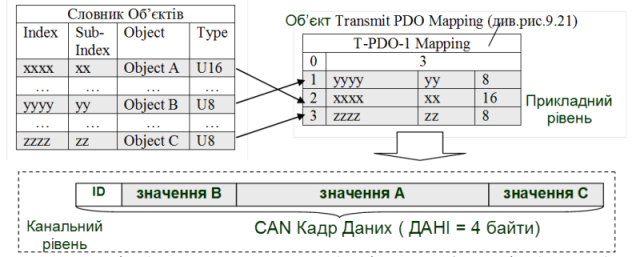 Словник Об'єктів
Index Sub-Index Object Type
xxxx xx Object A U16
... ... ...
yyyy yy Object B U8
... ... ...
zzzz zz Object C U8
Об'єкт Transmit PDO Mapping (див.рис.9.21)
T-PDO-1 Mapping
0 3
1 yyyy yy 8
2 xxxx xx 16
3 zzzz zz 8
Прикладний
рівень
ID значення B значення A значення C
Канальний
рівень
CAN Кадр Даних ( ДАНІ = 4 байти)